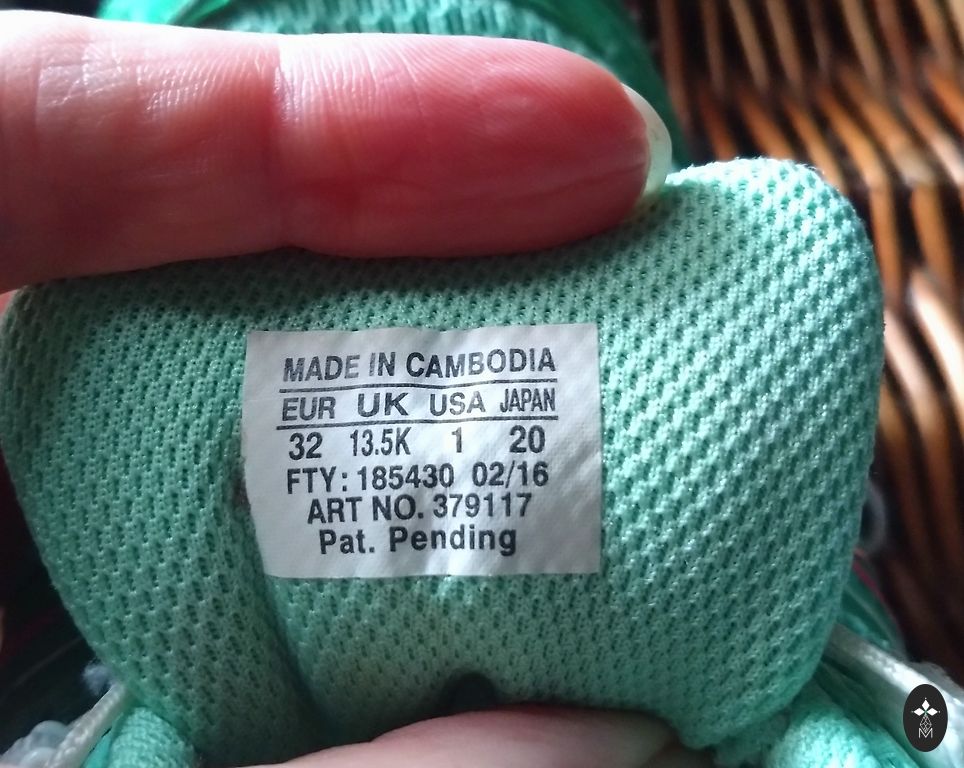 MADE IN CAMBODIA
EUR UK USA JAPAN
32 13.5K 1 20
FTY: 185430 02/16
ART NO. 379117
Pat. Pending
M